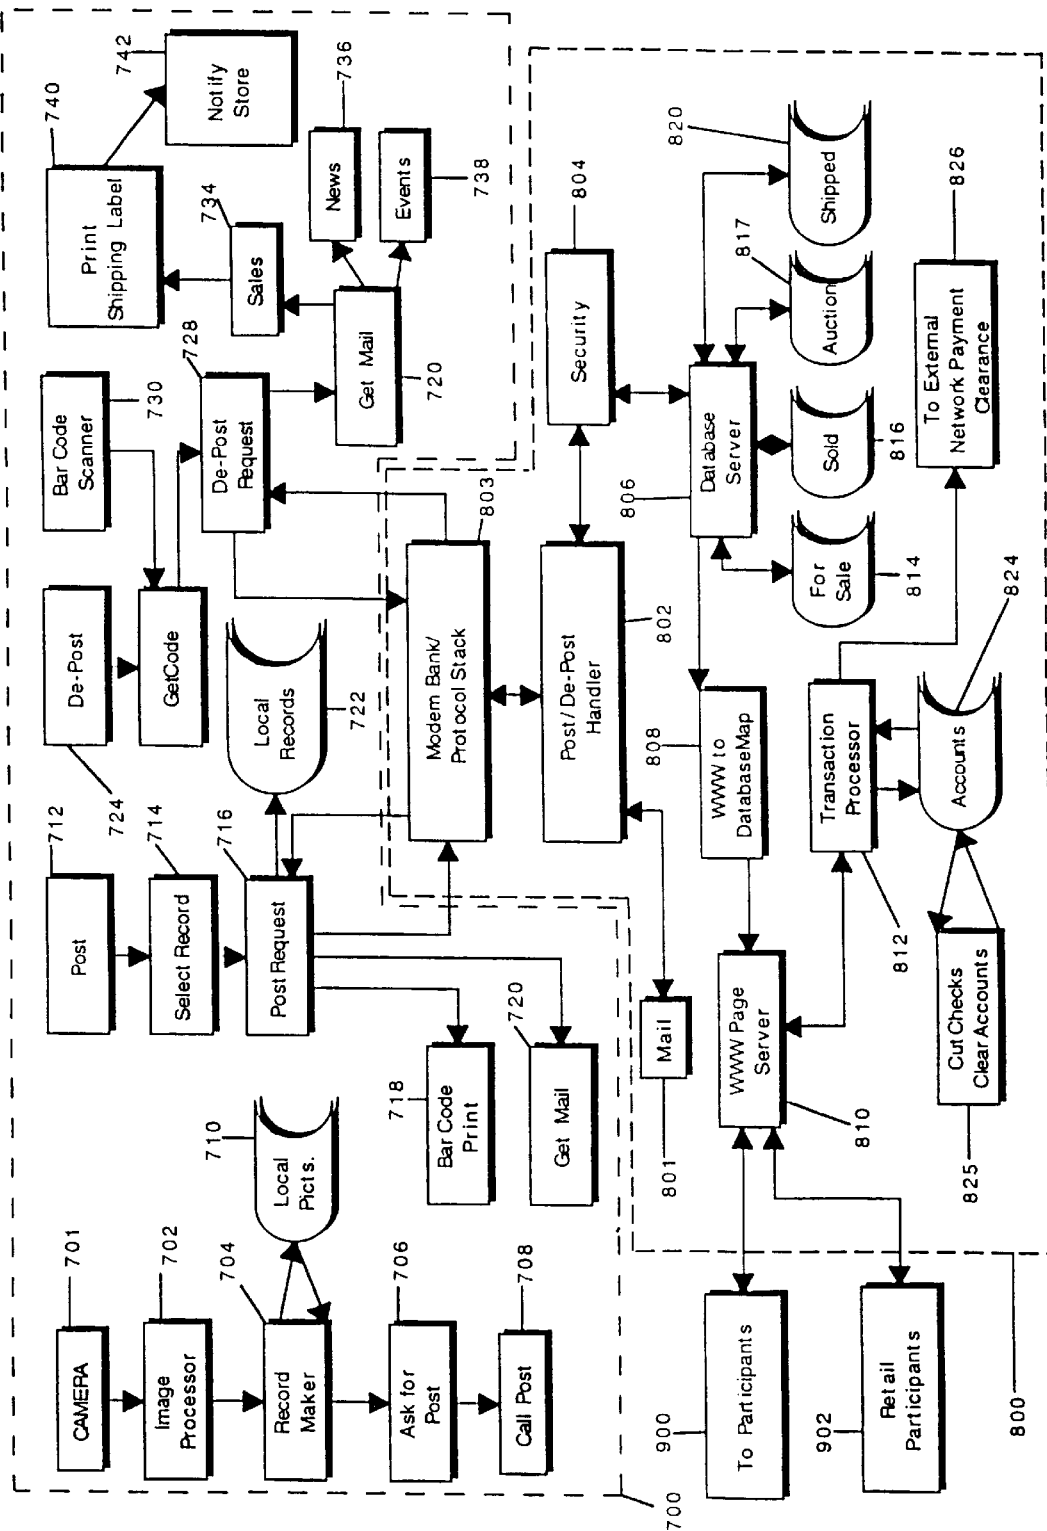 CAMERA
701
Image
Processor
702
Record
Maker
704
Ask for
Post
706
Call Post
708
Local
Picts.
710
Post
712
Select Record
714
Post Request
716
Bar Code
Print
718
Get Mail
720
Local
Records
722
De-Post
724
GetCode
Bar Code
Scanner
730
De-Post
Request
728
Get Mail
720
Sales
734
News
736
Events
738
Print
Shipping Label
740
Notify
Store
742
700
Modem Bank/
Protocol Stack
803
Post / De-Post
Handler
802
Security
804
Mail
801
Database
Server
806
WWW to
DatabaseMap
808
WWW Page
Server
810
Transaction
Processor
812
For
Sale
814
Sold
816
Auction
817
Shipped
820
Accounts
824
Cut Checks
Clear Accounts
825
To External
Network Payment
Clearance
826
To Participants
900
Retail
Participants
902
800